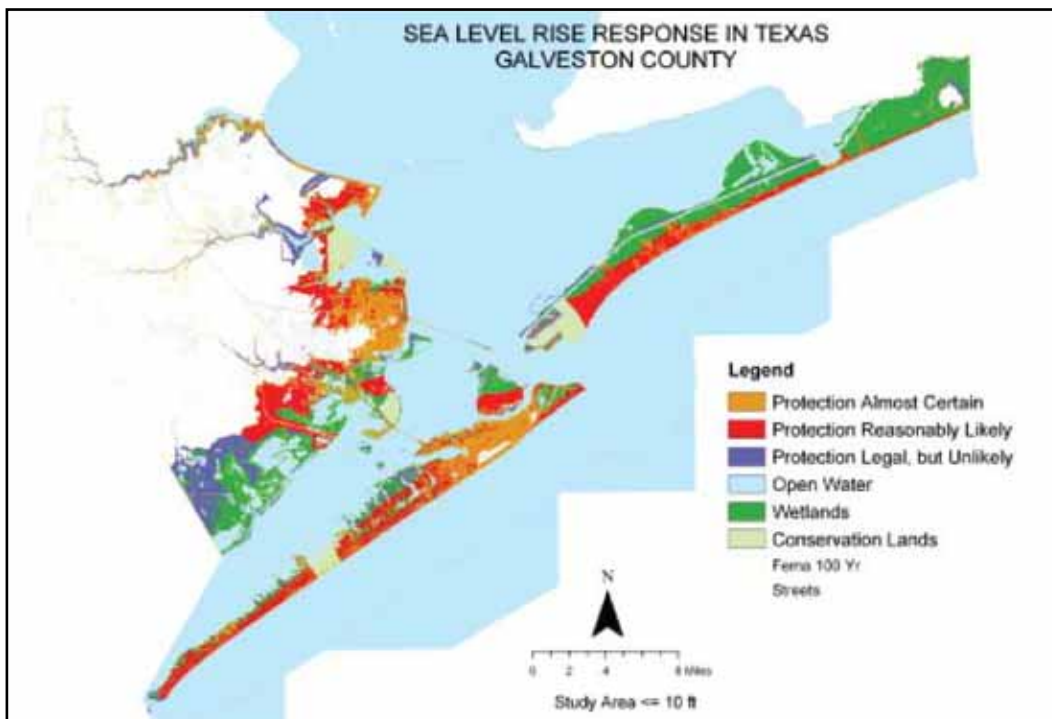 SEA LEVEL RISE RESPONSE IN TEXAS
GALVESTON COUNTY
Legend
Protection Almost Certain
Protection Reasonably Likely
Protection Legal, but Unlikely
Open Water
Wetlands
Conservation Lands
Fema 100 Yr
Streets
N
0 2 4 8 Miles
Study Area <= 10 ft